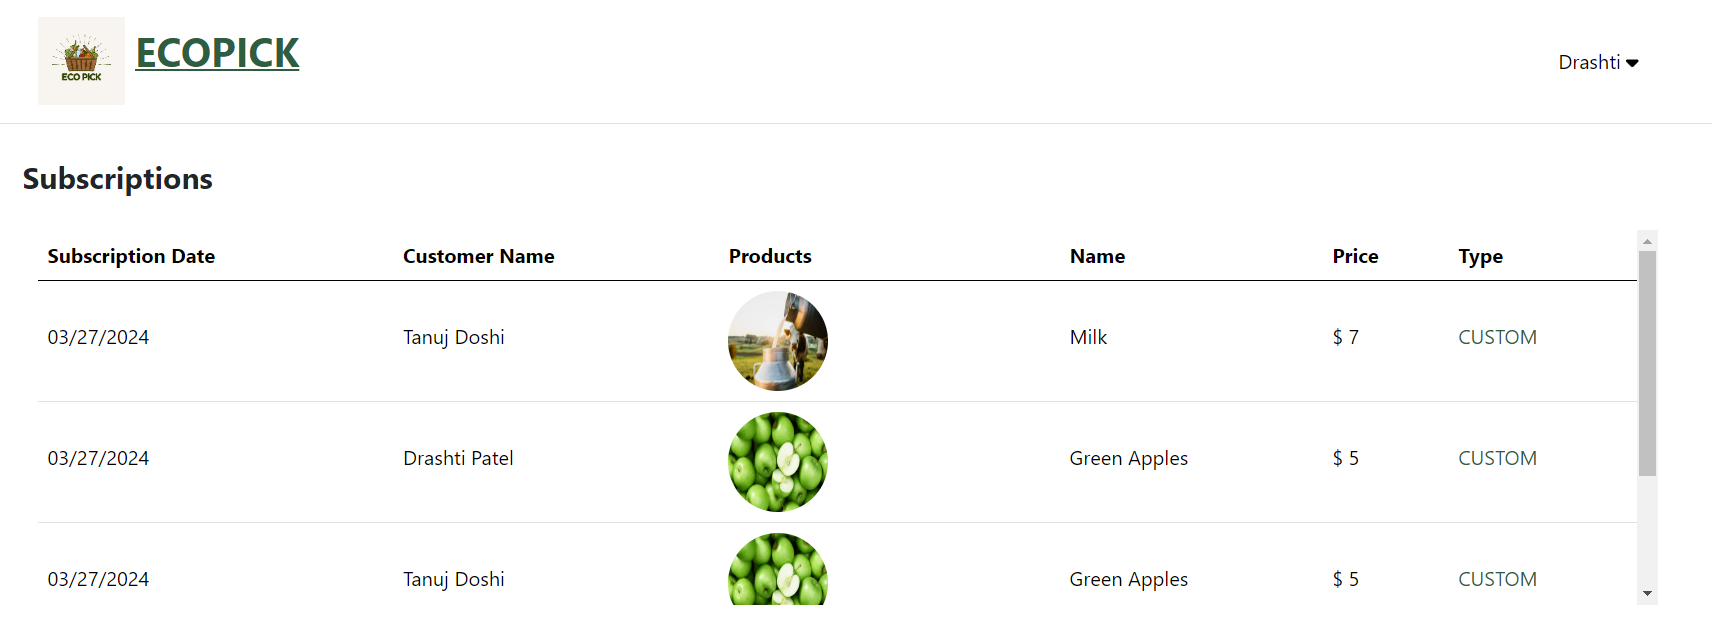 ECO PICK
ECOPICK
Drashti
Subscriptions
Subscription Date Customer Name Products Name Price Type
03/27/2024 Tanuj Doshi Milk $ 7 CUSTOM
03/27/2024 Drashti Patel Green Apples $ 5 CUSTOM
03/27/2024 Tanuj Doshi Green Apples $ 5 CUSTOM